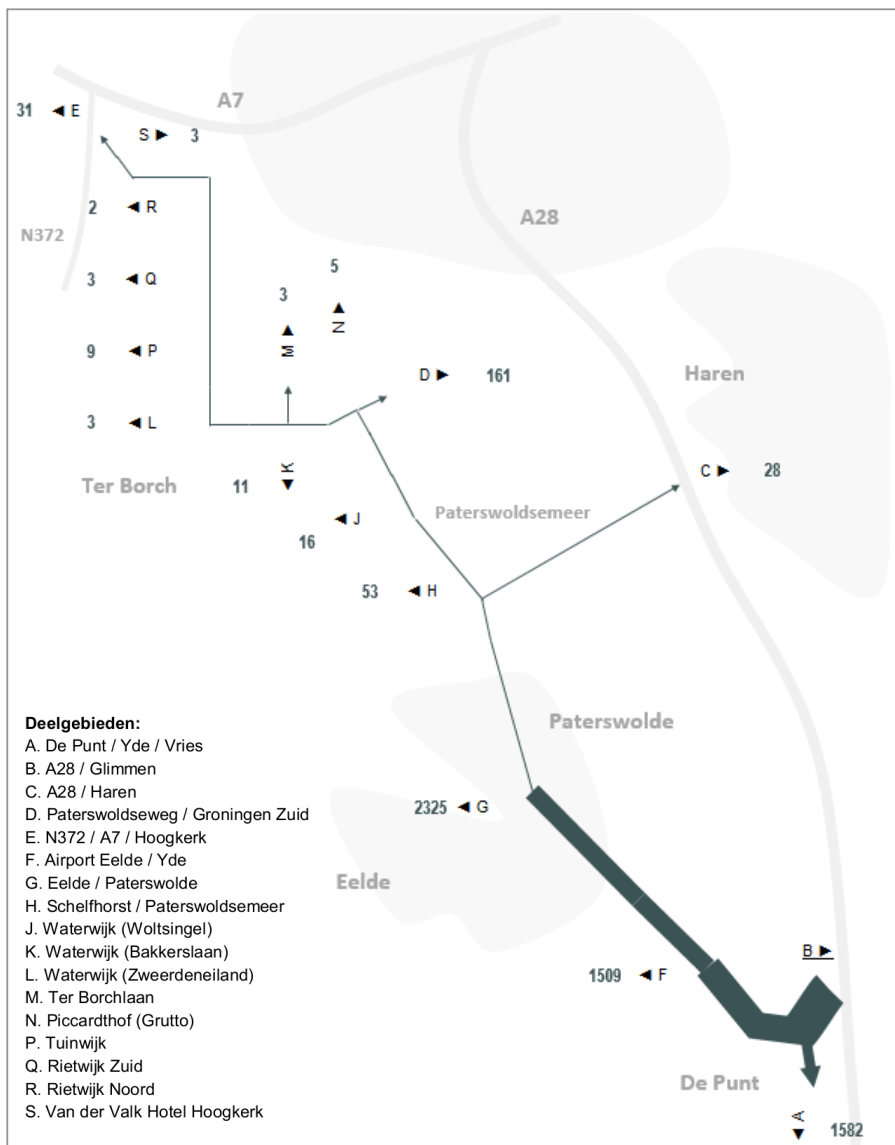 A7
31 ◄ E
S ► 3
2 ◄ R
N372
A28
3 ◄ Q
5
N ►
3
M ►
9 ◄ P
D ► 161
Haren
3 ◄ L
C ► 28
Ter Borch
11
K ◄
Paterswoldsemeer
◄ J
16
53 ◄ H
Paterswolde
2325 ◄ G
Eelde
B ►
1509 ◄ F
De Punt
A ◄
1582
Deelgebieden:
A. De Punt / Yde / Vries
B. A28 / Glimmen
C. A28 / Haren
D. Paterswoldseweg / Groningen Zuid
E. N372 / A7 / Hoogkerk
F. Airport Eelde / Yde
G. Eelde / Paterswolde
H. Schelfhorst / Paterswoldsemeer
J. Waterwijk (Woltsingel)
K. Waterwijk (Bakkerslaan)
L. Waterwijk (Zweerdeneiland)
M. Ter Borchlaan
N. Piccardthof (Grutto)
P. Tuinwijk
Q. Rietwijk Zuid
R. Rietwijk Noord
S. Van der Valk Hotel Hoogkerk